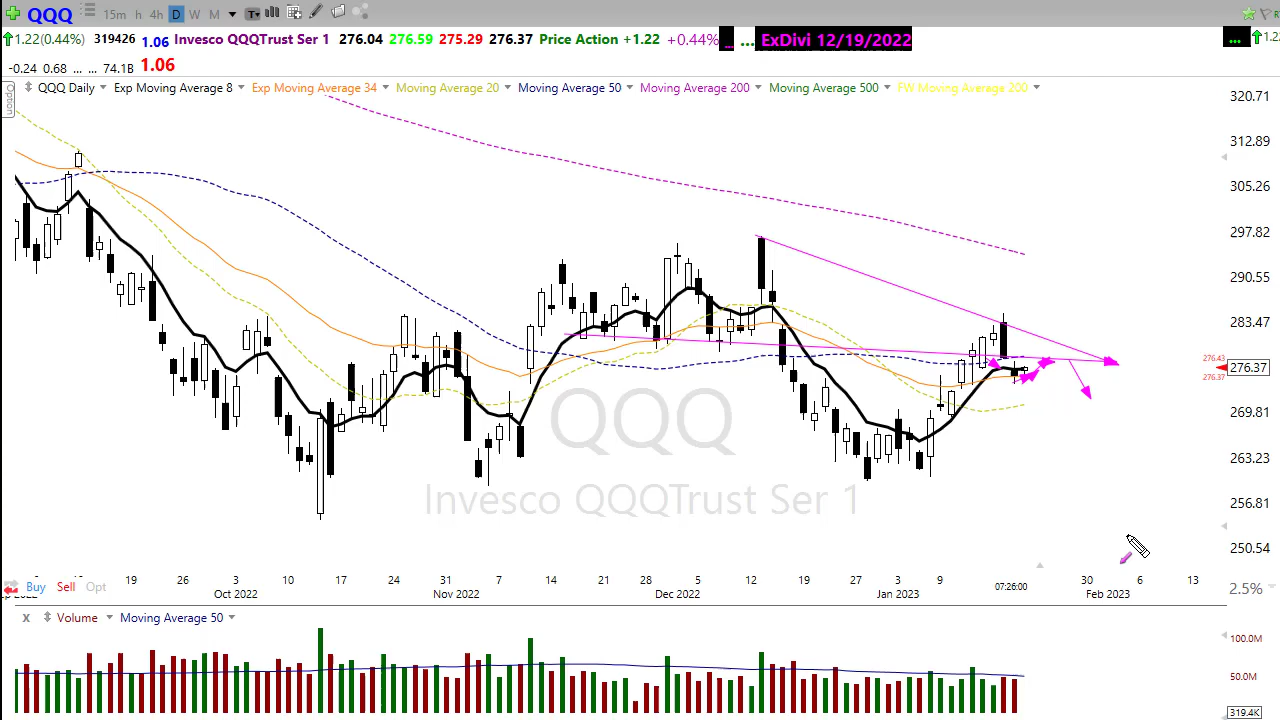 QQQ 15m h 4h D W M T
1.22(0.44%) 319426 1.06 Invesco QQQTrust Ser 1 276.04 276.59 275.29 276.37 Price Action +1.22 +0.44% ... ... ExDivi 12/19/2022 ...
-0.24 0.68 ... ... 74.1B 1.06
Option
QQQ Daily Exp Moving Average 8 Exp Moving Average 34 Moving Average 20 Moving Average 50 Moving Average 200 Moving Average 500 FW Moving Average 200
320.71
312.89
305.26
297.82
290.55
283.47
276.43
276.37
276.37
269.81
263.23
256.81
250.54
QQQ
Invesco QQQTrust Ser 1
19 26 3 10 17 24 31 7 14 21 28 5 12 19 27 3 9 07:26:00 30 6 13
Buy Sell Opt 2.5%
Oct 2022 Nov 2022 Dec 2022 Jan 2023 Feb 2023
x Volume Moving Average 50
100.0M
50.0M
319.4K